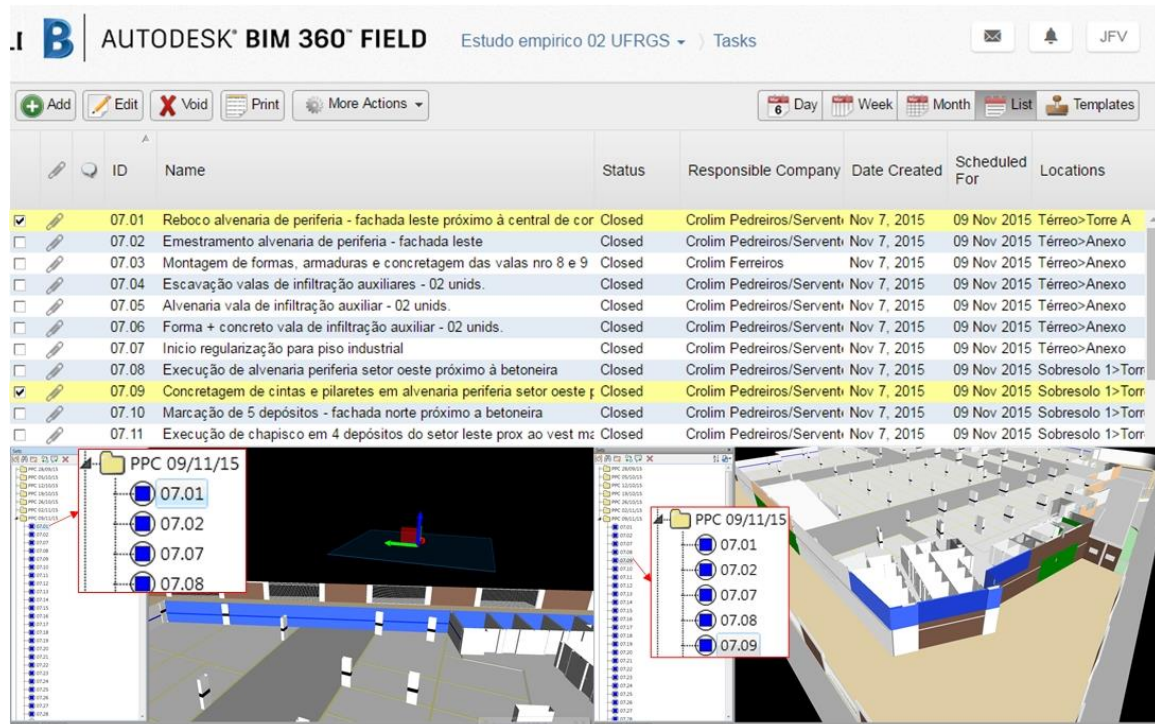 B AUTODESK® BIM 360™ FIELD Estudo empirico 02 UFRGS Tasks JFV
Add Edit Void Print More Actions 6 Day Week Month List Templates
ID Name Status Responsible Company Date Created Scheduled For Locations
07.01 Reboco alvenaria de periferia - fachada leste próximo à central de cor Closed Crolim Pedreiros/Servente Nov 7, 2015 09 Nov 2015 Térreo>Torre A
07.02 Emestramento alvenaria de periferia - fachada leste Closed Crolim Pedreiros/Servente Nov 7, 2015 09 Nov 2015 Térreo>Anexo
07.03 Montagem de formas, armaduras e concretagem das valas nro 8 e 9 Closed Crolim Ferreiros Nov 7, 2015 09 Nov 2015 Térreo>Anexo
07.04 Escavação valas de infiltração auxiliares - 02 unids. Closed Crolim Pedreiros/Servente Nov 7, 2015 09 Nov 2015 Térreo>Anexo
07.05 Alvenaria vala de infiltração auxiliar - 02 unids. Closed Crolim Pedreiros/Servente Nov 7, 2015 09 Nov 2015 Térreo>Anexo
07.06 Forma + concreto vala de infiltração auxiliar - 02 unids. Closed Crolim Pedreiros/Servente Nov 7, 2015 09 Nov 2015 Térreo>Anexo
07.07 Inicio regularização para piso industrial Closed Crolim Pedreiros/Servente Nov 7, 2015 09 Nov 2015 Térreo>Anexo
07.08 Execução de alvenaria periferia setor oeste próximo à betoneira Closed Crolim Pedreiros/Servente Nov 7, 2015 09 Nov 2015 Sobresolo 1>Torr
07.09 Concretagem de cintas e pilaretes em alvenaria periferia setor oeste p Closed Crolim Pedreiros/Servente Nov 7, 2015 09 Nov 2015 Sobresolo 1>Torr
07.10 Marcação de 5 depósitos - fachada norte próximo a betoneira Closed Crolim Pedreiros/Servente Nov 7, 2015 09 Nov 2015 Sobresolo 1>Torr
07.11 Execução de chapisco em 4 depósitos do setor leste prox ao vest ma Closed Crolim Pedreiros/Servente Nov 7, 2015 09 Nov 2015 Sobresolo 1>Torr
PPC 09/11/15
07.01
07.02
07.07
07.08
PPC 09/11/15
07.01
07.02
07.07
07.08
07.09